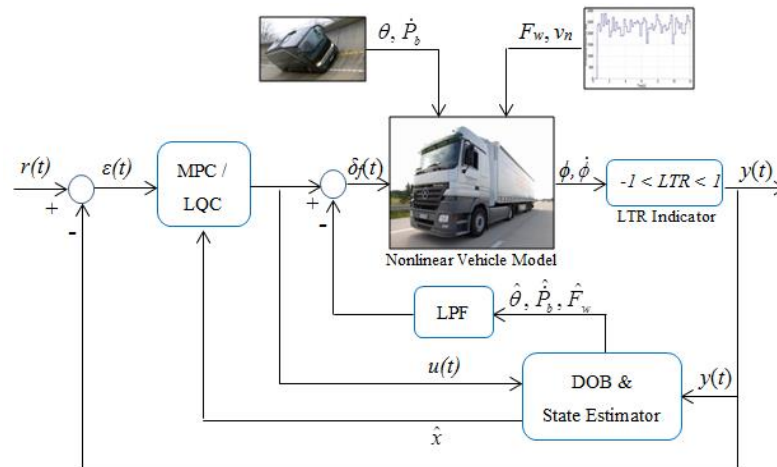 θ, Ṗ_b
F_w, v_n
r(t)
+
-
ε(t)
MPC /
LQC
+
-
δ_f(t)
Nonlinear Vehicle Model
ϕ, ϕ̇
-1 < LTR < 1
LTR Indicator
y(t)
LPF
θ̂, Ṗ̂_b, F̂_w
u(t)
DOB &
State Estimator
y(t)
x̂